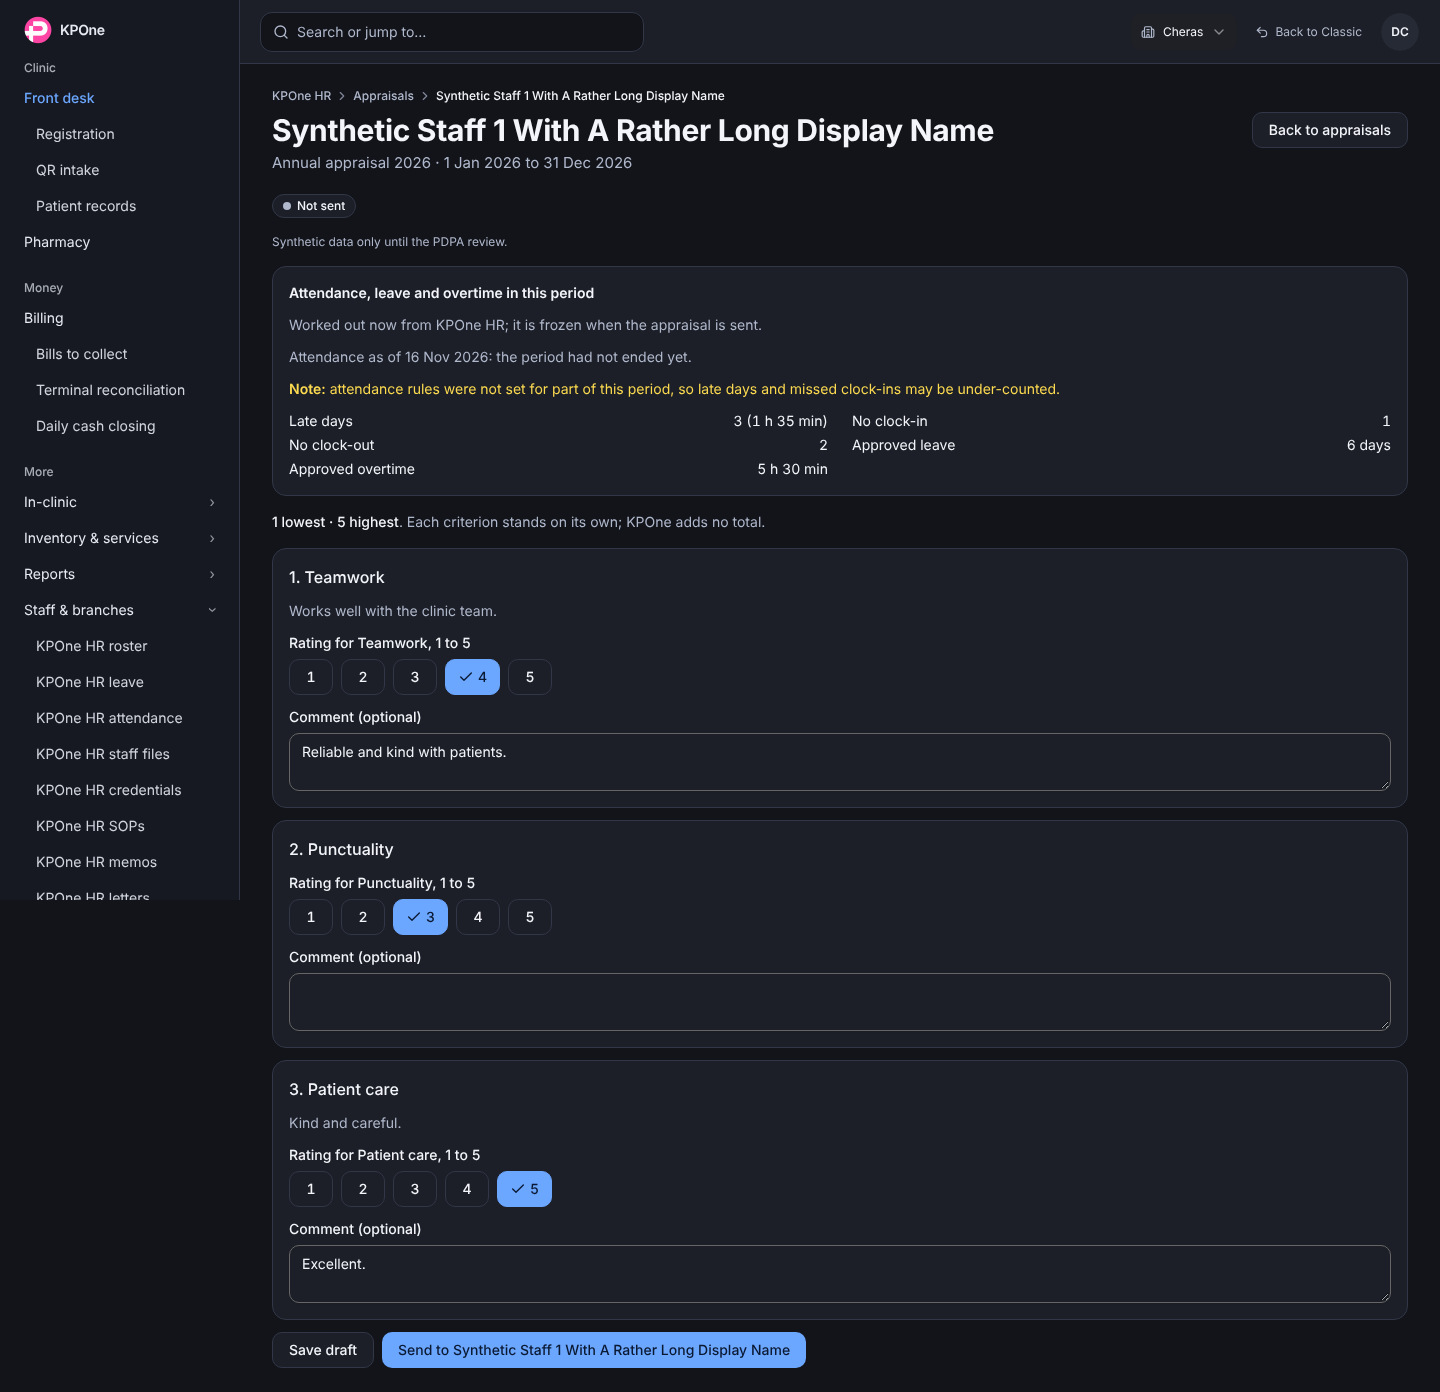 KPOne
Clinic
Front desk
Registration
QR intake
Patient records
Pharmacy
Money
Billing
Bills to collect
Terminal reconciliation
Daily cash closing
More
In-clinic
Inventory & services
Reports
Staff & branches
KPOne HR roster
KPOne HR leave
KPOne HR attendance
KPOne HR staff files
KPOne HR credentials
KPOne HR SOPs
KPOne HR memos
KPOne HR letters
Search or jump to...
Cheras
Back to Classic
DC
KPOne HR > Appraisals > Synthetic Staff 1 With A Rather Long Display Name
Synthetic Staff 1 With A Rather Long Display Name
Back to appraisals
Annual appraisal 2026 · 1 Jan 2026 to 31 Dec 2026
Not sent
Synthetic data only until the PDPA review.
Attendance, leave and overtime in this period
Worked out now from KPOne HR; it is frozen when the appraisal is sent.
Attendance as of 16 Nov 2026: the period had not ended yet.
Note: attendance rules were not set for part of this period, so late days and missed clock-ins may be under-counted.
Late days 3 (1 h 35 min) No clock-in 1
No clock-out 2 Approved leave 6 days
Approved overtime 5 h 30 min
1 lowest · 5 highest. Each criterion stands on its own; KPOne adds no total.
1. Teamwork
Works well with the clinic team.
Rating for Teamwork, 1 to 5
1 2 3 4 5
Comment (optional)
Reliable and kind with patients.
2. Punctuality
Rating for Punctuality, 1 to 5
1 2 3 4 5
Comment (optional)
3. Patient care
Kind and careful.
Rating for Patient care, 1 to 5
1 2 3 4 5
Comment (optional)
Excellent.
Save draft
Send to Synthetic Staff 1 With A Rather Long Display Name